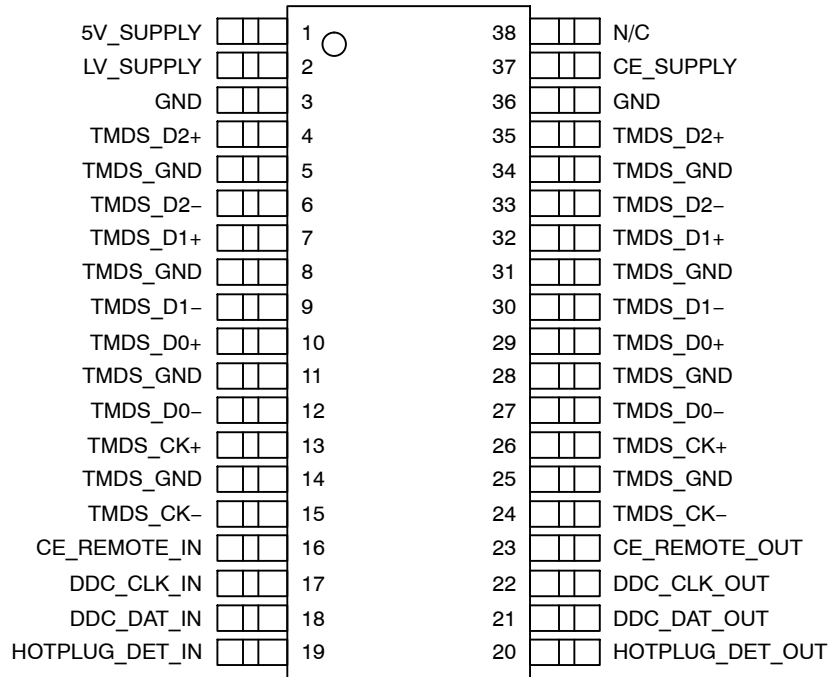 5V_SUPPLY 1 38 N/C
LV_SUPPLY 2 37 CE_SUPPLY
GND 3 36 GND
TMDS_D2+ 4 35 TMDS_D2+
TMDS_GND 5 34 TMDS_GND
TMDS_D2− 6 33 TMDS_D2−
TMDS_D1+ 7 32 TMDS_D1+
TMDS_GND 8 31 TMDS_GND
TMDS_D1− 9 30 TMDS_D1−
TMDS_D0+ 10 29 TMDS_D0+
TMDS_GND 11 28 TMDS_GND
TMDS_D0− 12 27 TMDS_D0−
TMDS_CK+ 13 26 TMDS_CK+
TMDS_GND 14 25 TMDS_GND
TMDS_CK− 15 24 TMDS_CK−
CE_REMOTE_IN 16 23 CE_REMOTE_OUT
DDC_CLK_IN 17 22 DDC_CLK_OUT
DDC_DAT_IN 18 21 DDC_DAT_OUT
HOTPLUG_DET_IN 19 20 HOTPLUG_DET_OUT